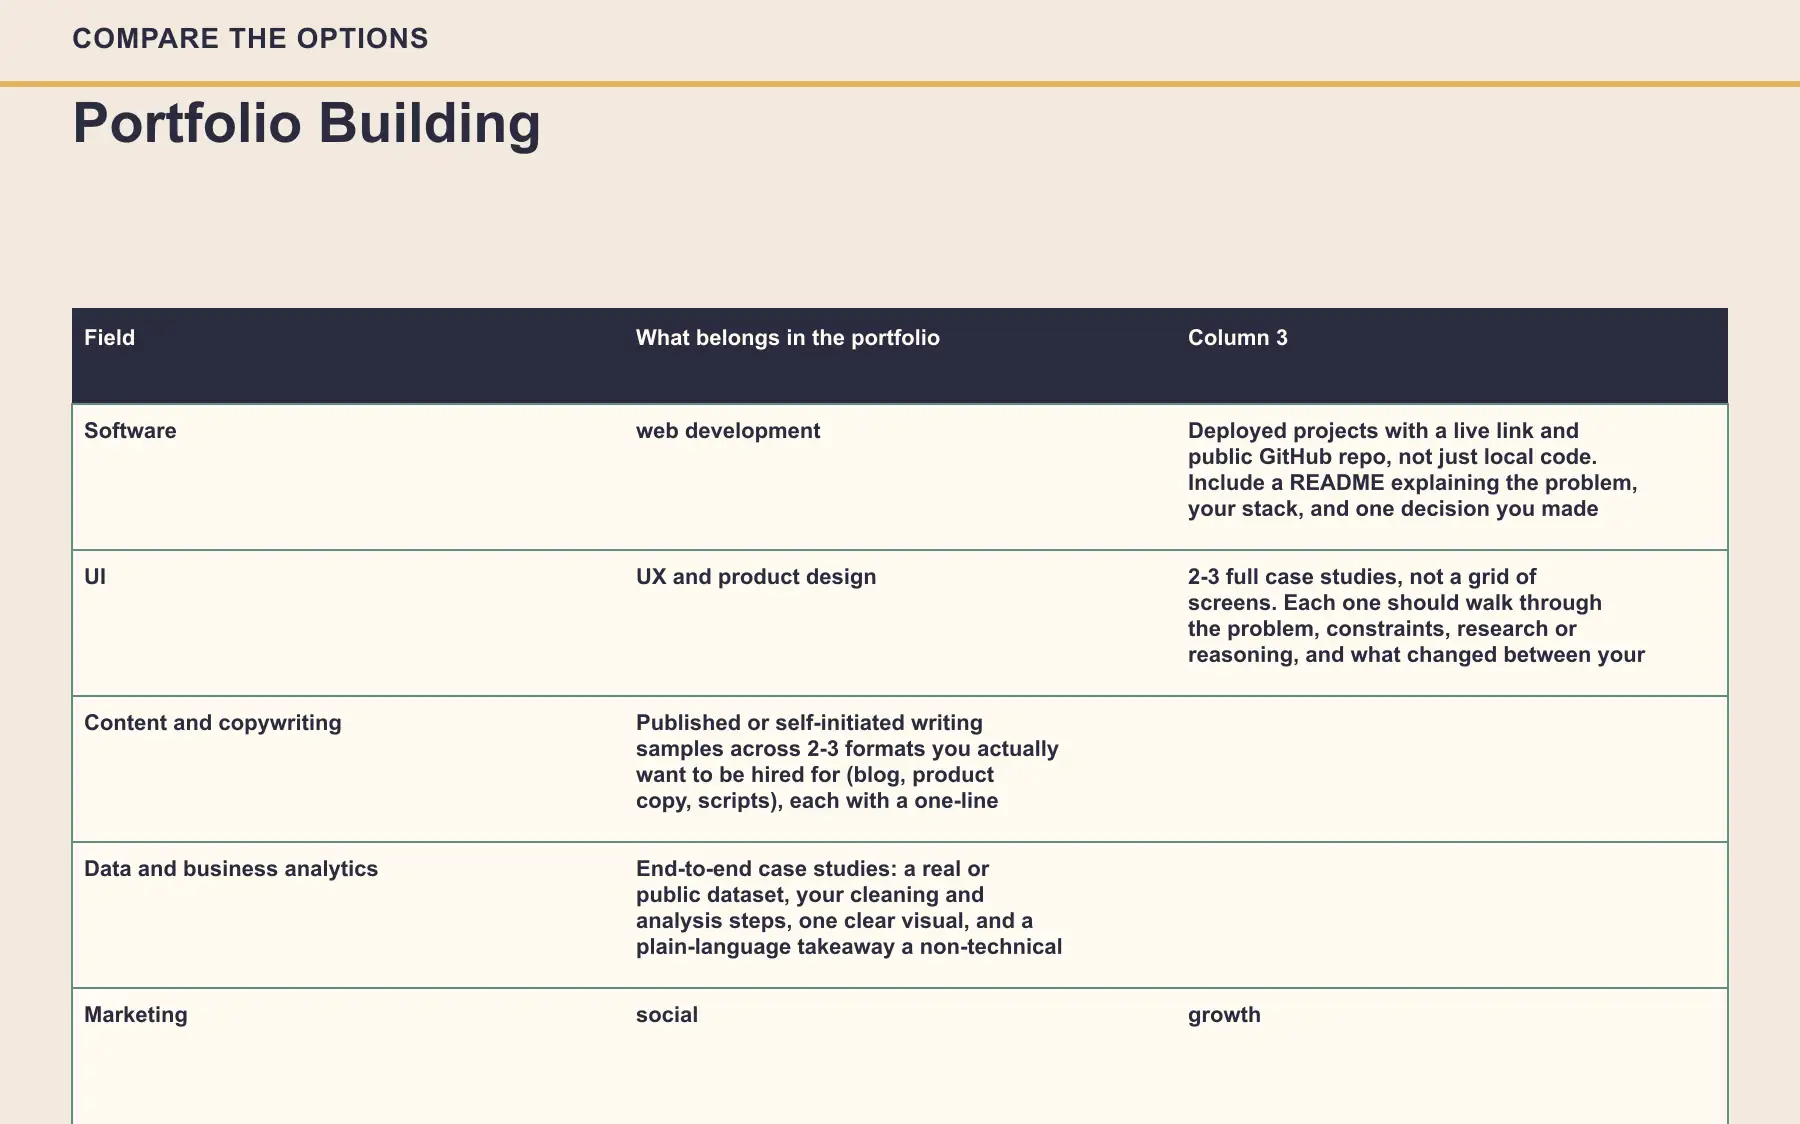 COMPARE THE OPTIONS
Portfolio Building
Field
What belongs in the portfolio
Column 3
Software
web development
Deployed projects with a live link and
public GitHub repo, not just local code.
Include a README explaining the problem,
your stack, and one decision you made
UI
UX and product design
2-3 full case studies, not a grid of
screens. Each one should walk through
the problem, constraints, research or
reasoning, and what changed between your
Content and copywriting
Published or self-initiated writing
samples across 2-3 formats you actually
want to be hired for (blog, product
copy, scripts), each with a one-line
Data and business analytics
End-to-end case studies: a real or
public dataset, your cleaning and
analysis steps, one clear visual, and a
plain-language takeaway a non-technical
Marketing
social
growth